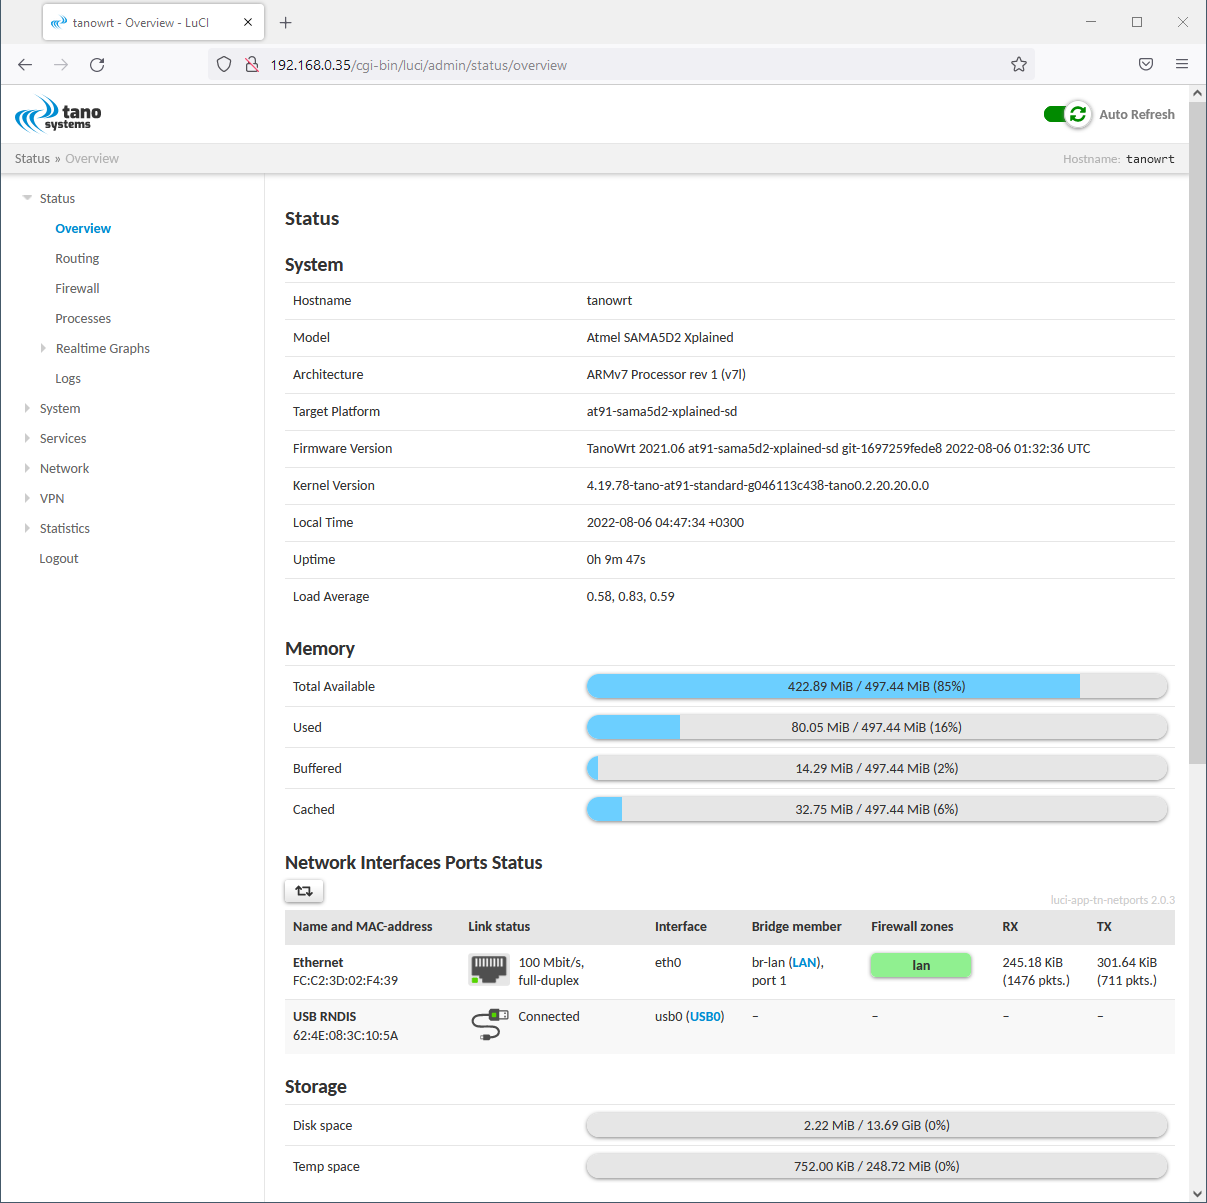 tanowrt - Overview - LuCI
192.168.0.35/cgi-bin/luci/admin/status/overview
tano
systems
Auto Refresh
Status » Overview
Hostname: tanowrt
Status
Overview
Routing
Firewall
Processes
Realtime Graphs
Logs
System
Services
Network
VPN
Statistics
Logout
Status
System
Hostname tanowrt
Model Atmel SAMA5D2 Xplained
Architecture ARMv7 Processor rev 1 (v7l)
Target Platform at91-sama5d2-xplained-sd
Firmware Version TanoWrt 2021.06 at91-sama5d2-xplained-sd git-1697259fede8 2022-08-06 01:32:36 UTC
Kernel Version 4.19.78-tano-at91-standard-g046113c438-tano0.2.20.20.0.0
Local Time 2022-08-06 04:47:34 +0300
Uptime 0h 9m 47s
Load Average 0.58, 0.83, 0.59
Memory
Total Available 422.89 MiB / 497.44 MiB (85%)
Used 80.05 MiB / 497.44 MiB (16%)
Buffered 14.29 MiB / 497.44 MiB (2%)
Cached 32.75 MiB / 497.44 MiB (6%)
Network Interfaces Ports Status
luci-app-tn-netports 2.0.3
Name and MAC-address Link status Interface Bridge member Firewall zones RX TX
Ethernet 100 Mbit/s, eth0 br-lan (LAN), lan 245.18 KiB 301.64 KiB
FC:C2:3D:02:F4:39 full-duplex port 1 (1476 pkts.) (711 pkts.)
USB RNDIS Connected usb0 (USB0) – – – –
62:4E:08:3C:10:5A
Storage
Disk space 2.22 MiB / 13.69 GiB (0%)
Temp space 752.00 KiB / 248.72 MiB (0%)